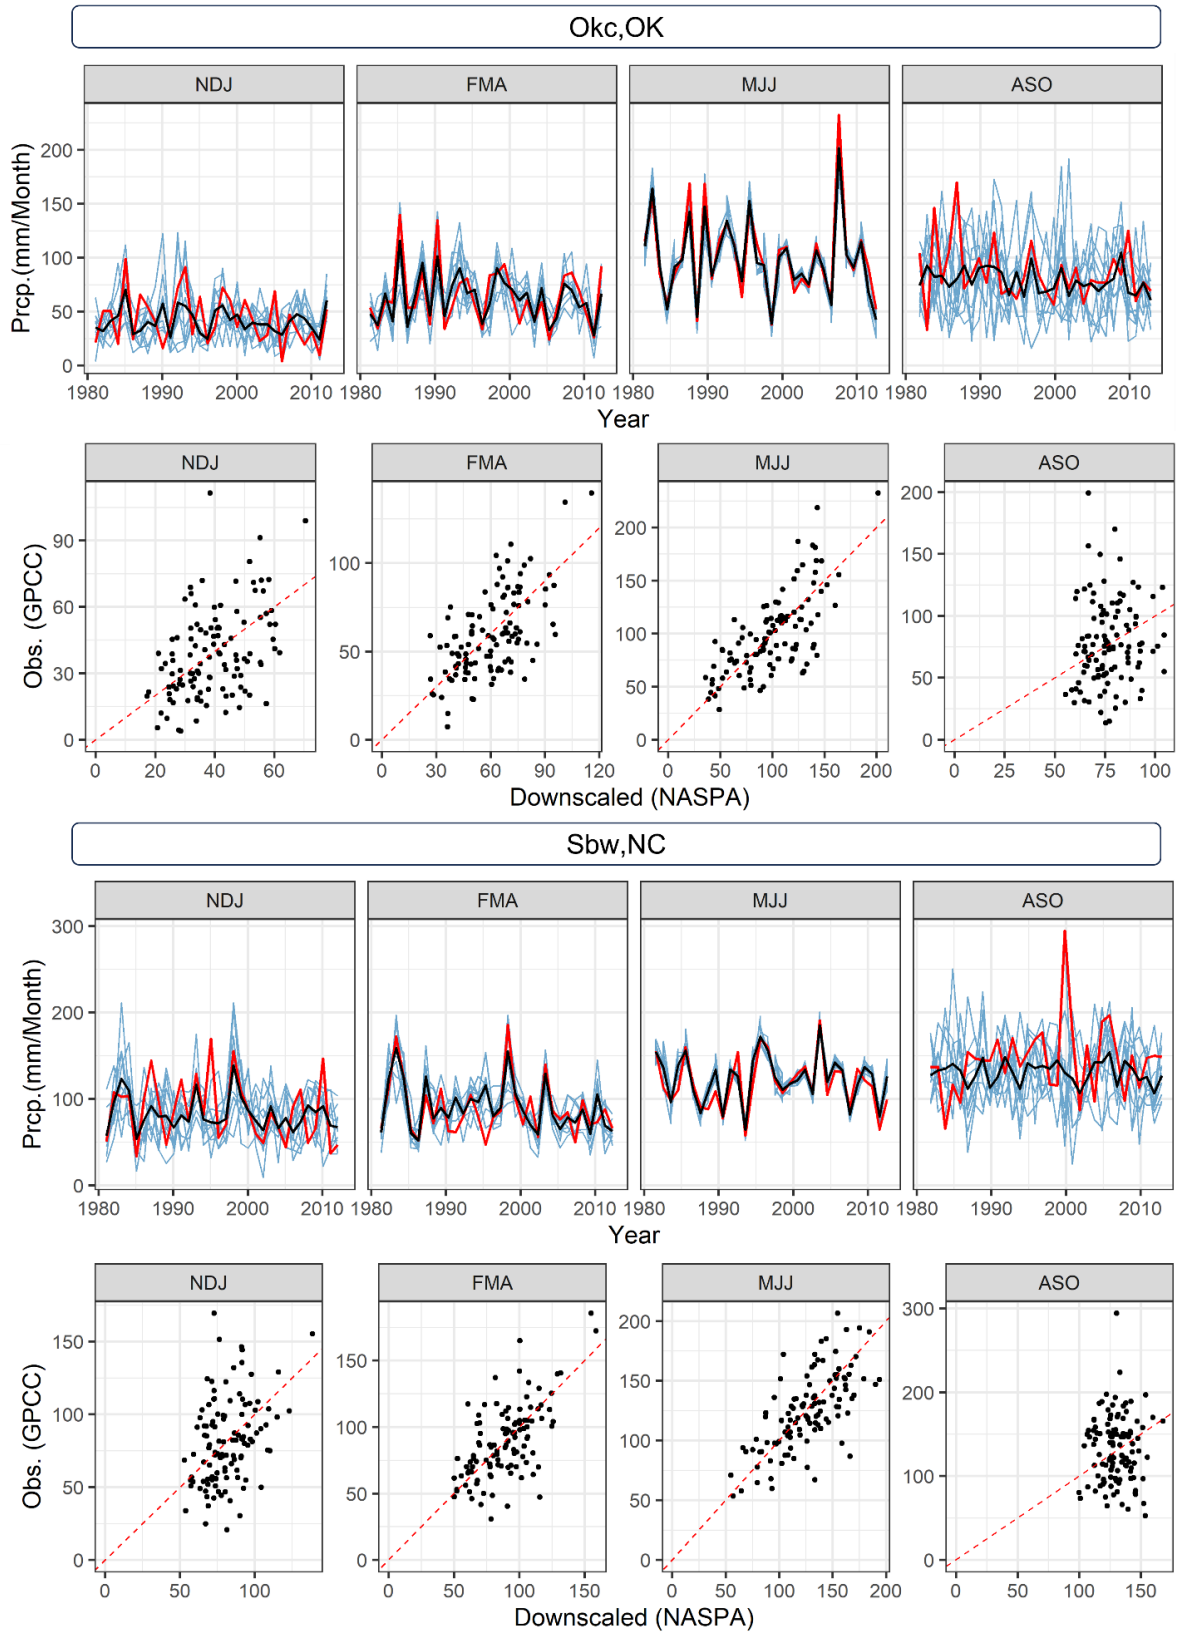 Okc,OK
NDJ FMA MJJ ASO
Prcp.(mm/Month)
200
150
100
50
0
1980 1990 2000 2010 1980 1990 2000 2010 1980 1990 2000 2010 1980 1990 2000 2010
Year
NDJ FMA MJJ ASO
Obs. (GPCC)
90
60
30
0
0 20 40 60
100
50
0
0 30 60 90 120
200
150
100
50
0
0 50 100 150 200
200
150
100
50
0
0 25 50 75 100
Downscaled (NASPA)
Sbw,NC
NDJ FMA MJJ ASO
Prcp.(mm/Month)
300
200
100
0
1980 1990 2000 2010 1980 1990 2000 2010 1980 1990 2000 2010 1980 1990 2000 2010
Year
NDJ FMA MJJ ASO
Obs. (GPCC)
150
100
50
0
0 50 100
150
100
50
0
0 50 100 150
200
150
100
50
0
0 50 100 150 200
300
200
100
0
0 50 100 150
Downscaled (NASPA)